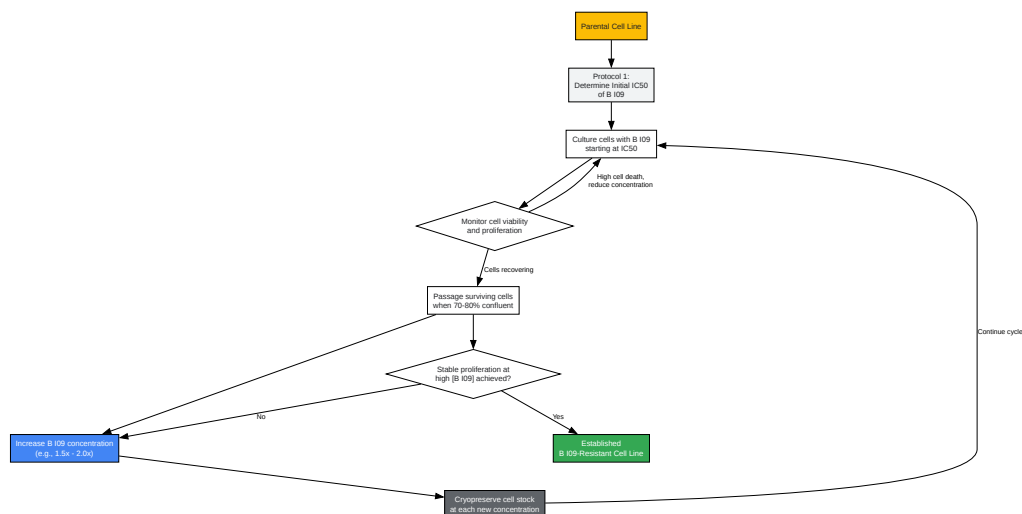 Parental Cell Line
Protocol 1:
Determine Initial IC50
of B I09
Culture cells with B I09
starting at IC50
High cell death,
reduce concentration
Monitor cell viability
and proliferation
Cells recovering
Passage surviving cells
when 70-80% confluent
Continue cycle
Stable proliferation at
high [B I09] achieved?
No
Yes
Increase B I09 concentration
(e.g., 1.5x - 2.0x)
Established
B I09-Resistant Cell Line
Cryopreserve cell stock
at each new concentration